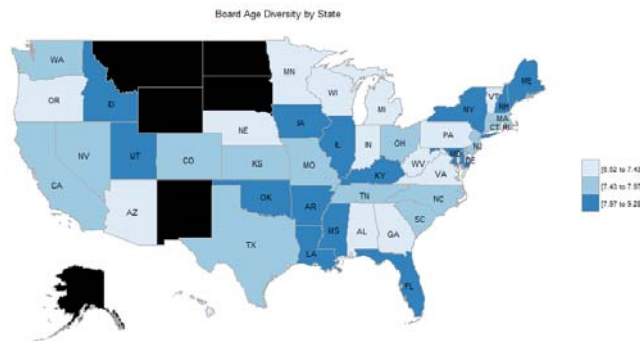 Board Age Diversity by State
WA
MN
ME
OR
ID
WI
VT
NY
NH
MI
MA
CT RI
IA
NE
PA
NJ
IL
IN
OH
MD
DE
NV
UT
CO
KS
MO
WV
VA
KY
CA
OK
TN
NC
AZ
AR
SC
MS
AL
GA
TX
LA
FL